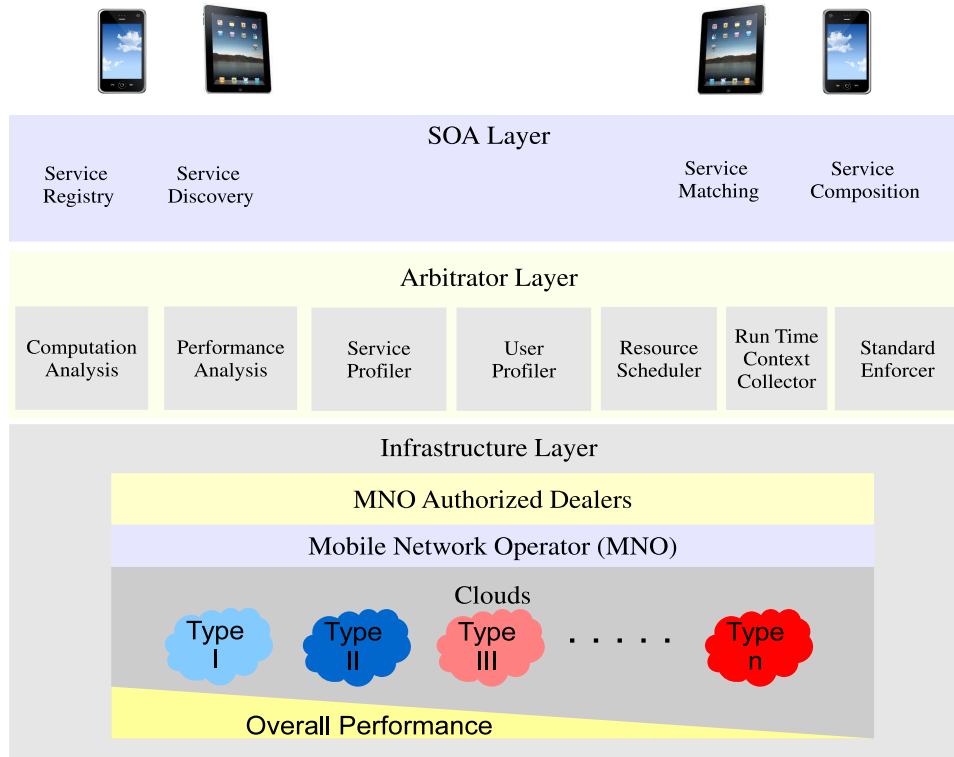 SOA Layer
Service
Registry
Service
Discovery
Service
Matching
Service
Composition
Arbitrator Layer
Computation
Analysis
Performance
Analysis
Service
Profiler
User
Profiler
Resource
Scheduler
Run Time
Context
Collector
Standard
Enforcer
Infrastructure Layer
MNO Authorized Dealers
Mobile Network Operator (MNO)
Clouds
Type
I
Type
II
Type
III
. . . . .
Type
n
Overall Performance